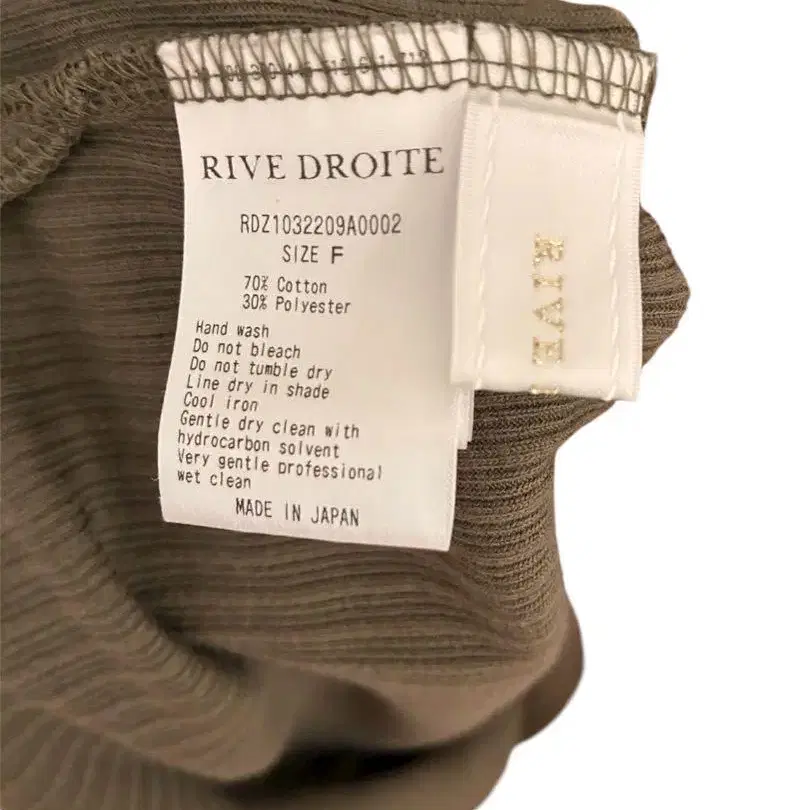 RIVE DROITE
RDZ1032209A0002
SIZE F
70% Cotton
30% Polyester
Hand wash
Do not bleach
Do not tumble dry
Line dry in shade
Cool iron
Gentle dry clean with
hydrocarbon solvent
Very gentle professional
wet clean
MADE IN JAPAN
RIVE